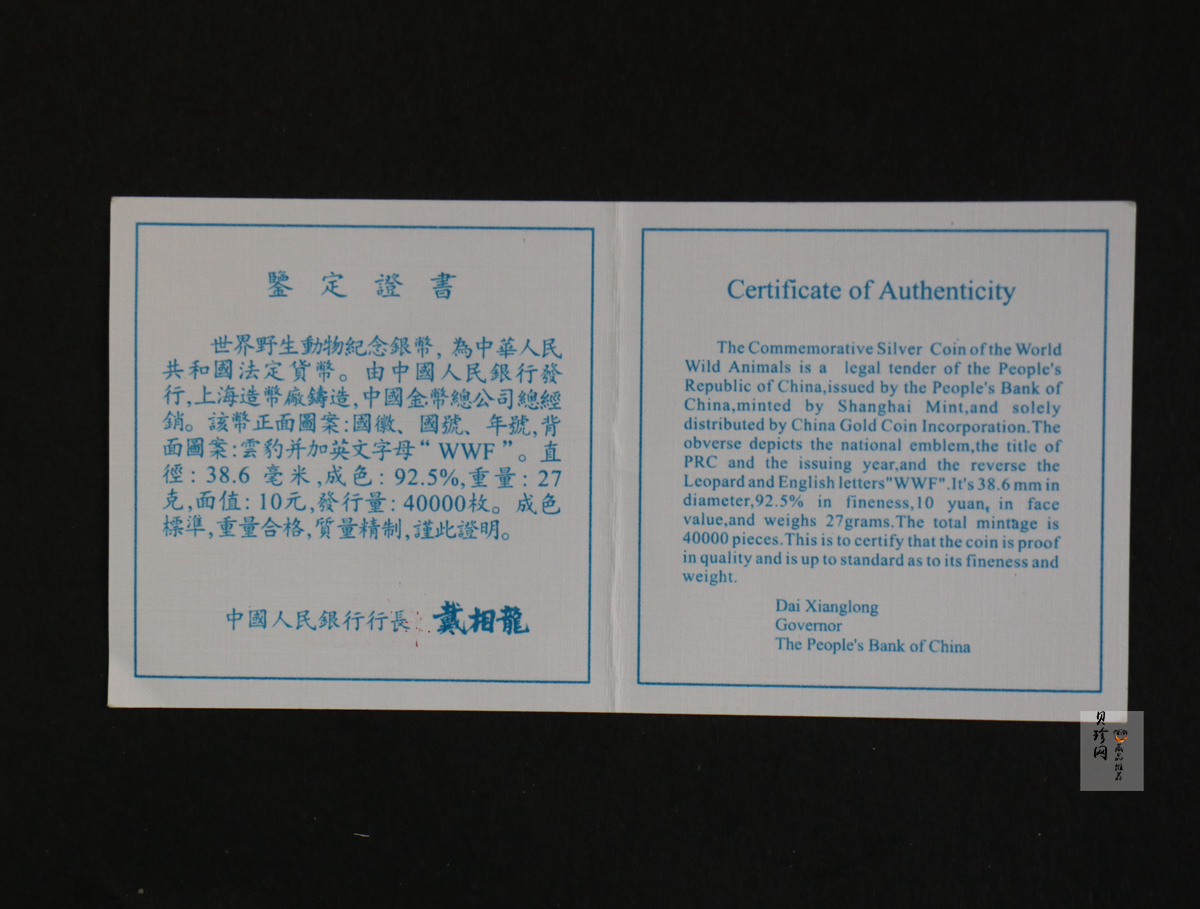 鑒定證書
世界野生動物紀念銀幣,為中華人民
共和國法定貨幣。由中國人民銀行發
行,上海造幣廠鑄造,中國金幣總公司總經
銷。該幣正面圖案:國徽、國號、年號,背
面圖案:雲豹并加英文字母“WWF”。直
徑:38.6毫米,成色:92.5%,重量:27
克,面值:10元,發行量:40000枚。成色
標準,重量合格,質量精制,謹此證明。
中國人民銀行行長 戴相龍
Certificate of Authenticity
The Commemorative Silver Coin of the World
Wild Animals is a legal tender of the People's
Republic of China,issued by the People's Bank of
China,minted by Shanghai Mint,and solely
distributed by China Gold Coin Incorporation.The
obverse depicts the national emblem,the title of
PRC and the issuing year,and the reverse the
Leopard and English letters"WWF".It's 38.6 mm in
diameter,92.5% in fineness,10 yuan, in face
value,and weighs 27grams.The total mintage is
40000 pieces.This is to certify that the coin is proof
in quality and is up to standard as to its fineness and
weight.
Dai Xianglong
Governor
The People's Bank of China
贝珍网
藏品推荐